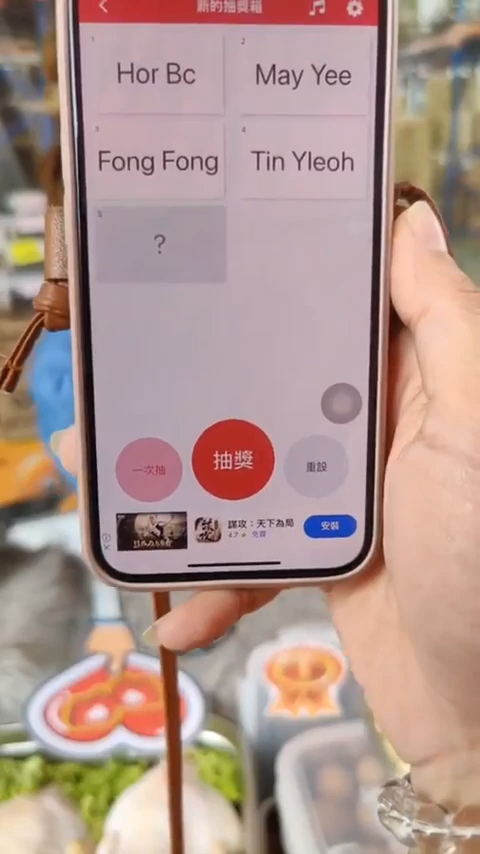 新的抽獎箱
1
Hor Bc
2
May Yee
3
Fong Fong
4
Tin Yleoh
5
?
一次抽
抽獎
重設
謀攻：天下為局
4.7 ★ 免費
安裝